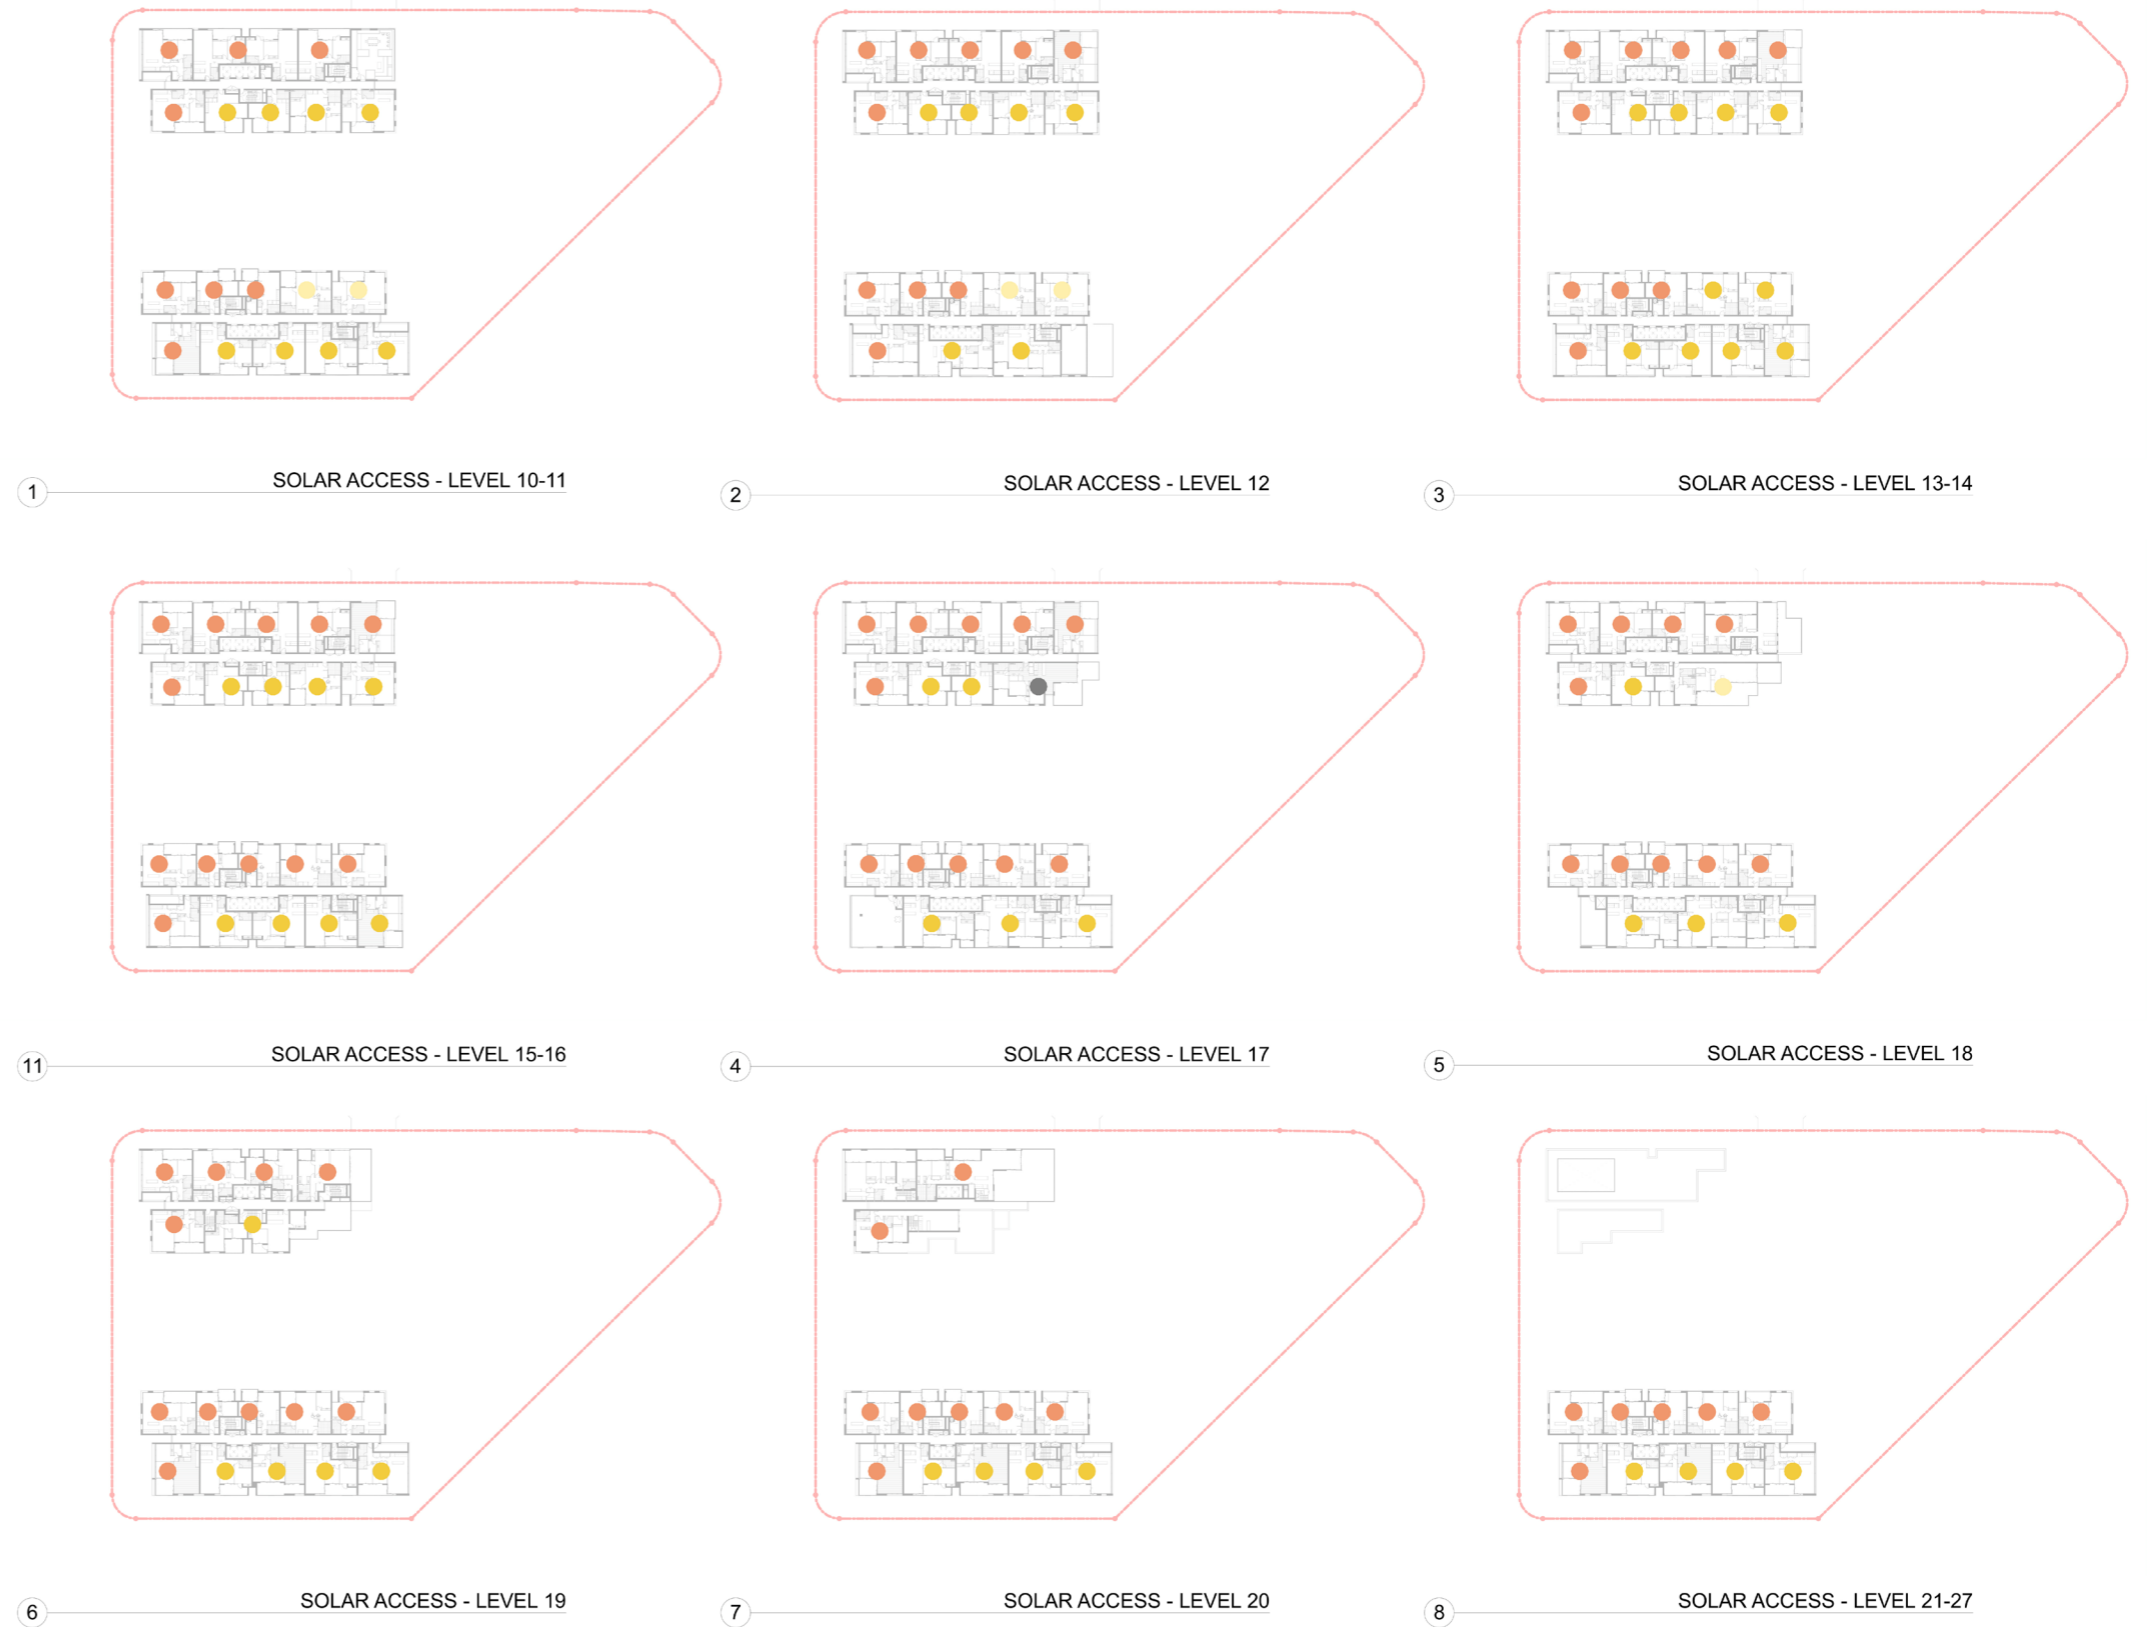 1 SOLAR ACCESS - LEVEL 10-11
2 SOLAR ACCESS - LEVEL 12
3 SOLAR ACCESS - LEVEL 13-14
11 SOLAR ACCESS - LEVEL 15-16
4 SOLAR ACCESS - LEVEL 17
5 SOLAR ACCESS - LEVEL 18
6 SOLAR ACCESS - LEVEL 19
7 SOLAR ACCESS - LEVEL 20
8 SOLAR ACCESS - LEVEL 21-27